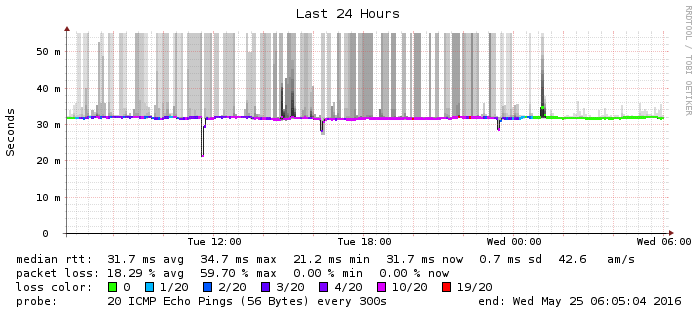 Last 24 Hours
RRDTOOL / TOBI OETIKER
Seconds
50 m
40 m
30 m
20 m
10 m
0
Tue 12:00 Tue 18:00 Wed 00:00 Wed 06:00
median rtt: 31.7 ms avg 34.7 ms max 21.2 ms min 31.7 ms now 0.7 ms sd 42.6 am/s
packet loss: 18.29 % avg 59.70 % max 0.00 % min 0.00 % now
loss color: 0 1/20 2/20 3/20 4/20 10/20 19/20
probe: 20 ICMP Echo Pings (56 Bytes) every 300s end: Wed May 25 06:05:04 2016